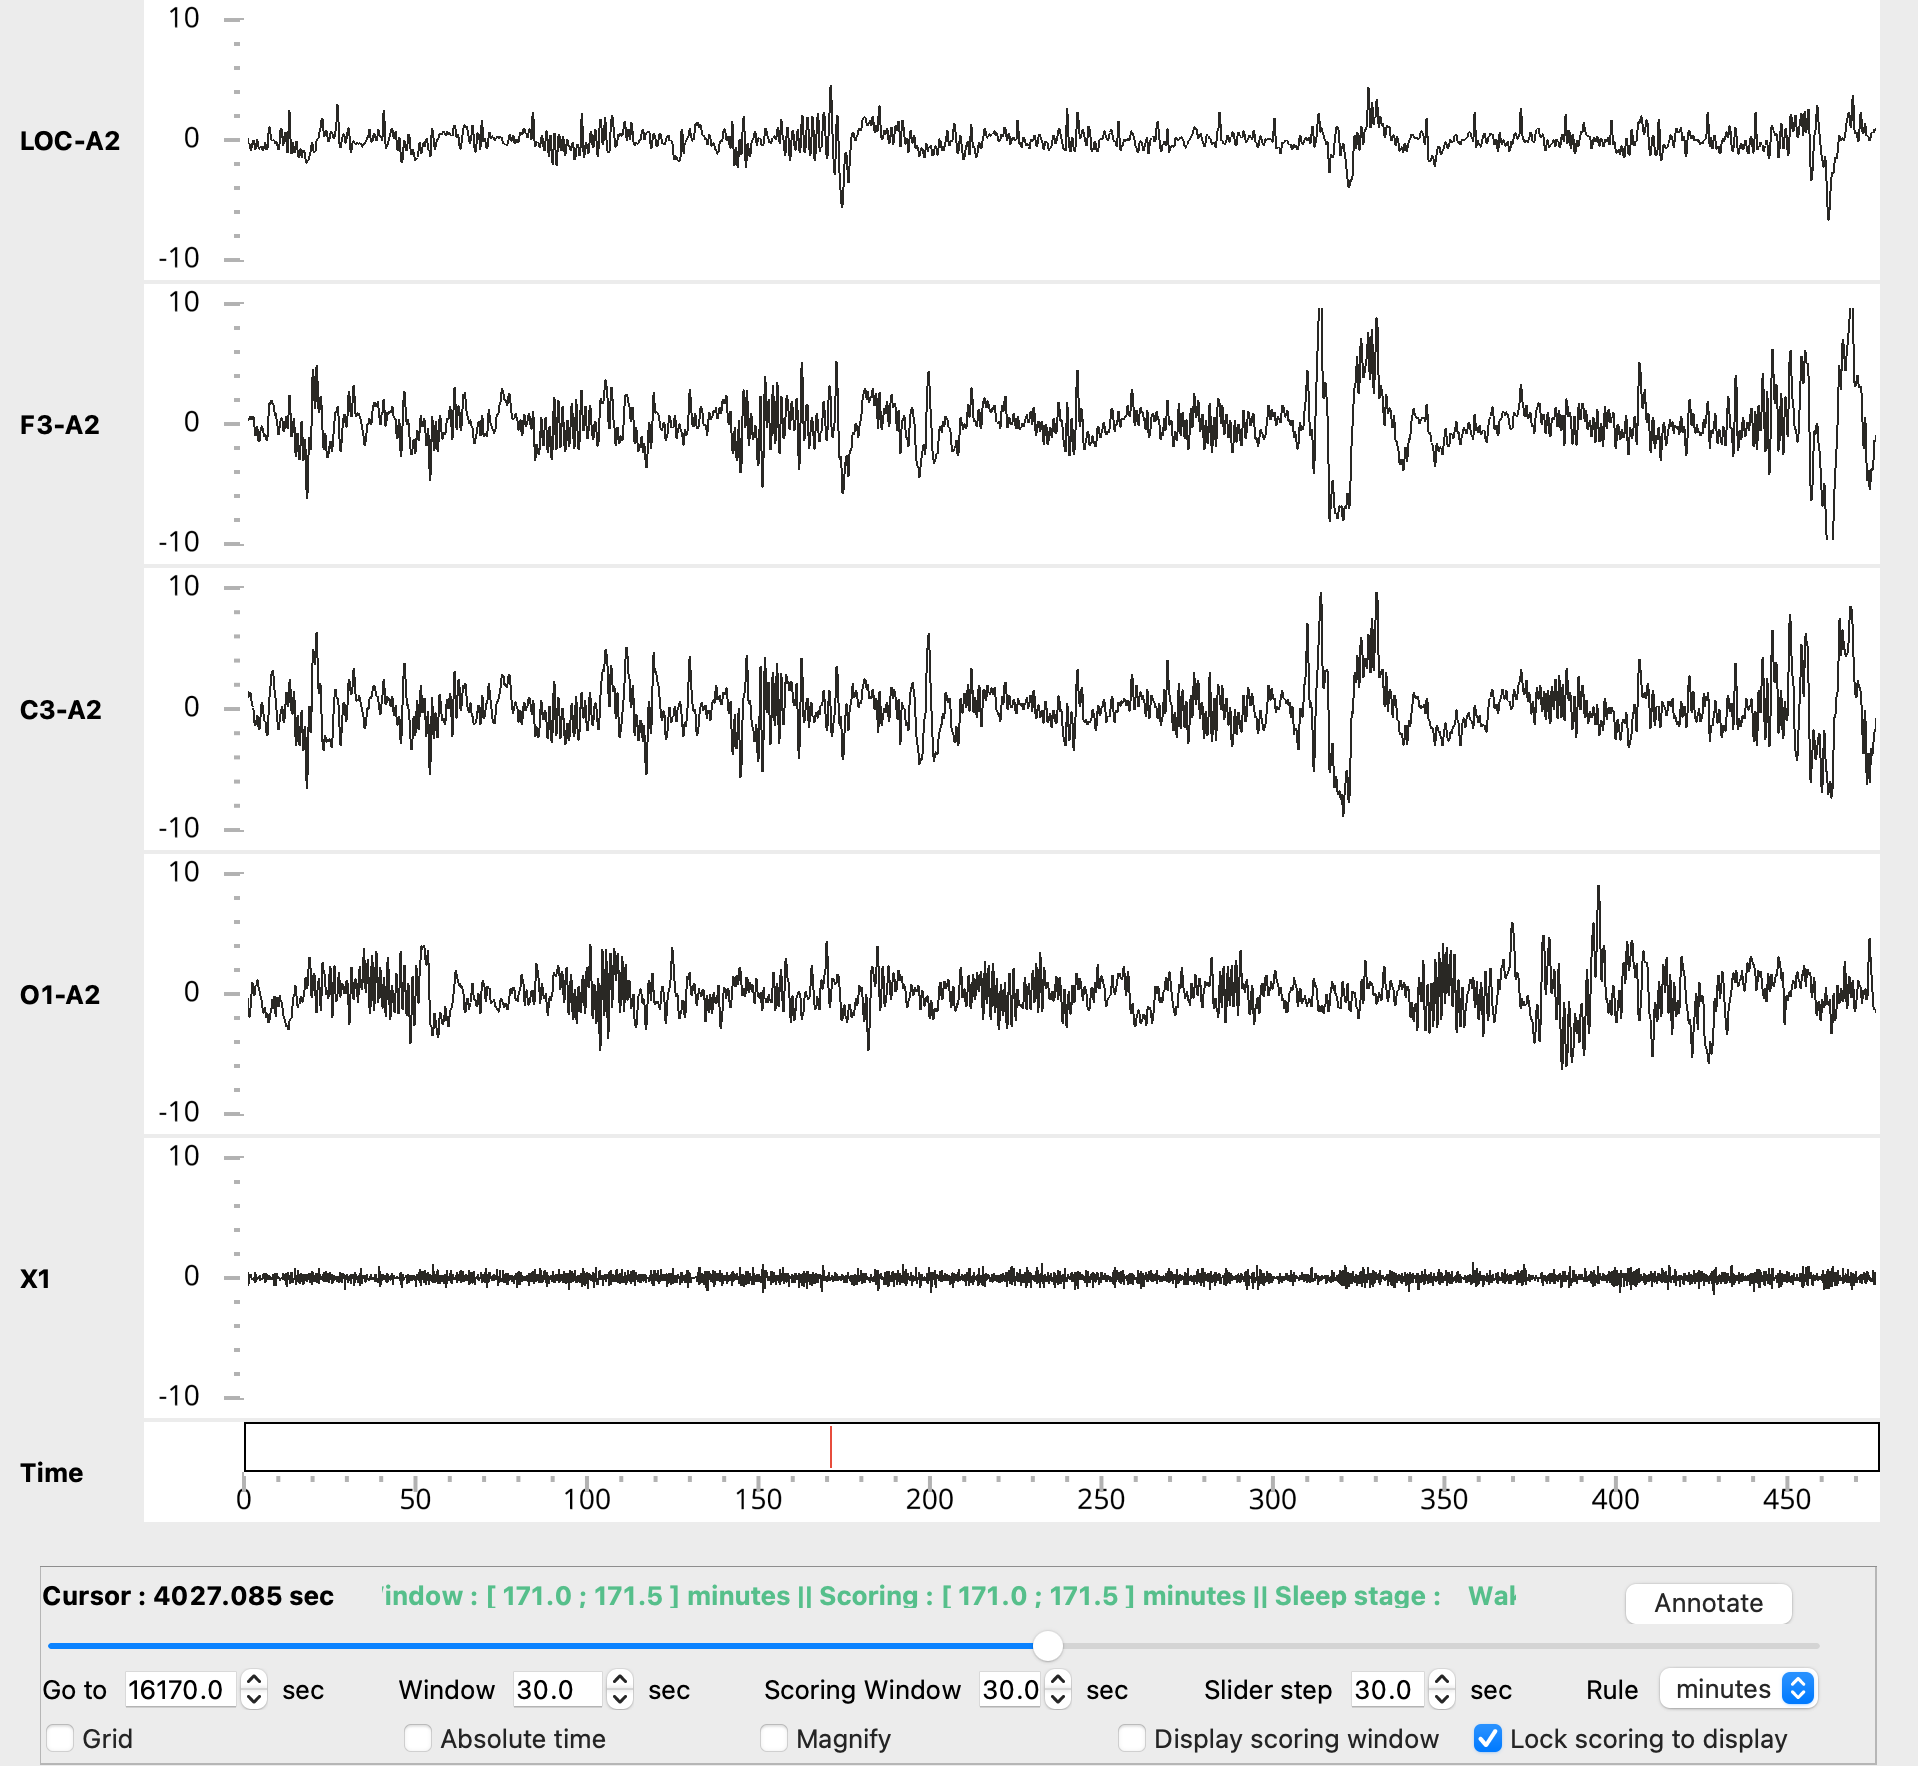 10
LOC-A2
0
-10
10
F3-A2
0
-10
10
C3-A2
0
-10
10
O1-A2
0
-10
10
X1
0
-10
Time
0 50 100 150 200 250 300 350 400 450
Cursor : 4027.085 sec indow : [ 171.0 ; 171.5 ] minutes || Scoring : [ 171.0 ; 171.5 ] minutes || Sleep stage : Wak Annotate
Go to 16170.0 sec Window 30.0 sec Scoring Window 30.0 sec Slider step 30.0 sec Rule minutes
Grid Absolute time Magnify Display scoring window Lock scoring to display